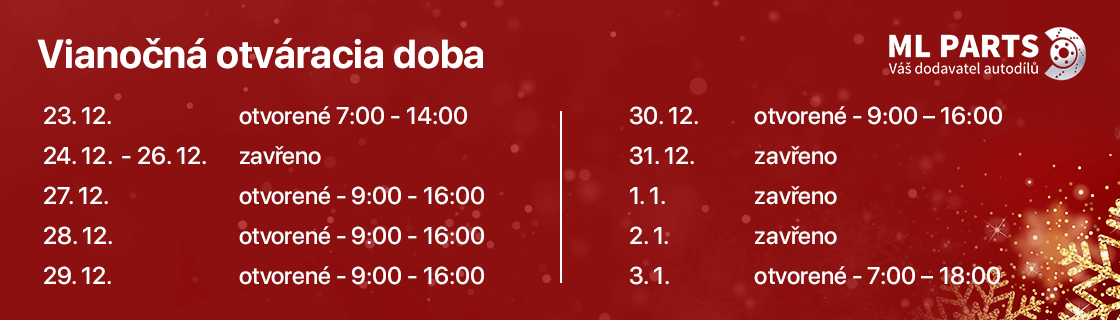 Vianočná otváracia doba
ML PARTS
Váš dodavatel autodílů
23. 12. otvorené 7:00 - 14:00
24. 12. - 26. 12. zavřeno
27. 12. otvorené - 9:00 - 16:00
28. 12. otvorené - 9:00 - 16:00
29. 12. otvorené - 9:00 - 16:00
30. 12. otvorené - 9:00 – 16:00
31. 12. zavřeno
1. 1. zavřeno
2. 1. zavřeno
3. 1. otvorené - 7:00 – 18:00